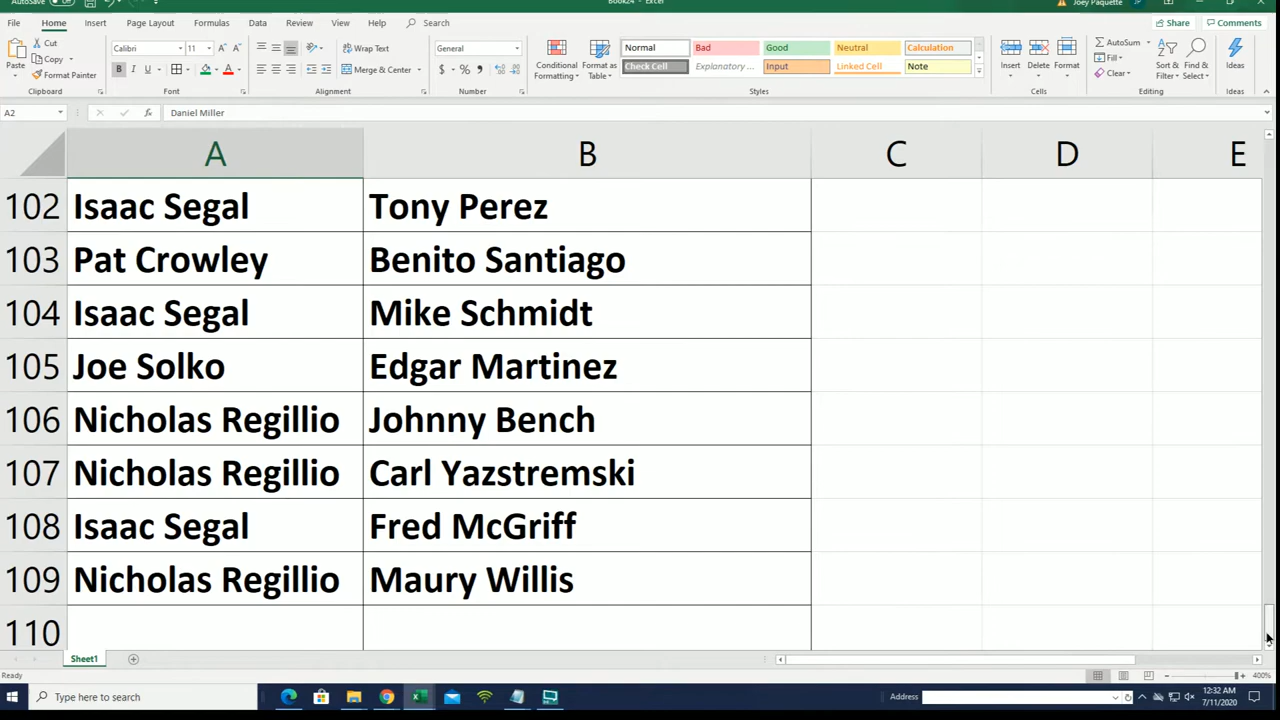 AutoSave Off Book24 - Excel Joey Paquette JP
File Home Insert Page Layout Formulas Data Review View Help Search Share Comments
Paste Cut Copy Format Painter Clipboard
Calibri 11 B I U A A Font
Wrap Text Merge & Center Alignment
General $ % , Number
Conditional Formatting Format as Table
Normal Bad Good Neutral Calculation
Check Cell Explanatory ... Input Linked Cell Note
Styles
Insert Delete Format Cells
AutoSum Fill Clear Sort & Filter Find & Select Editing
Ideas Ideas
A2 fx Daniel Miller
A B C D E
102 Isaac Segal Tony Perez
103 Pat Crowley Benito Santiago
104 Isaac Segal Mike Schmidt
105 Joe Solko Edgar Martinez
106 Nicholas Regillio Johnny Bench
107 Nicholas Regillio Carl Yazstremski
108 Isaac Segal Fred McGriff
109 Nicholas Regillio Maury Willis
110
Sheet1
Ready 400%
Type here to search Address 12:32 AM
7/11/2020